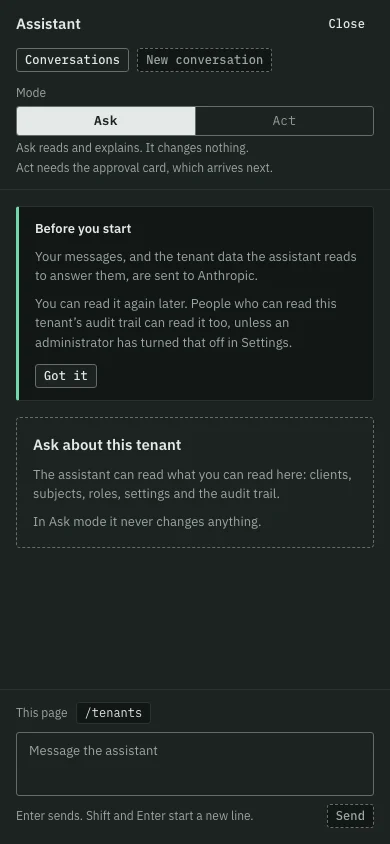 Assistant
Close
Conversations
New conversation
Mode
Ask
Act
Ask reads and explains. It changes nothing.
Act needs the approval card, which arrives next.
Before you start
Your messages, and the tenant data the assistant reads
to answer them, are sent to Anthropic.
You can read it again later. People who can read this
tenant’s audit trail can read it too, unless an
administrator has turned that off in Settings.
Got it
Ask about this tenant
The assistant can read what you can read here: clients,
subjects, roles, settings and the audit trail.
In Ask mode it never changes anything.
This page
/tenants
Message the assistant
Enter sends. Shift and Enter start a new line.
Send